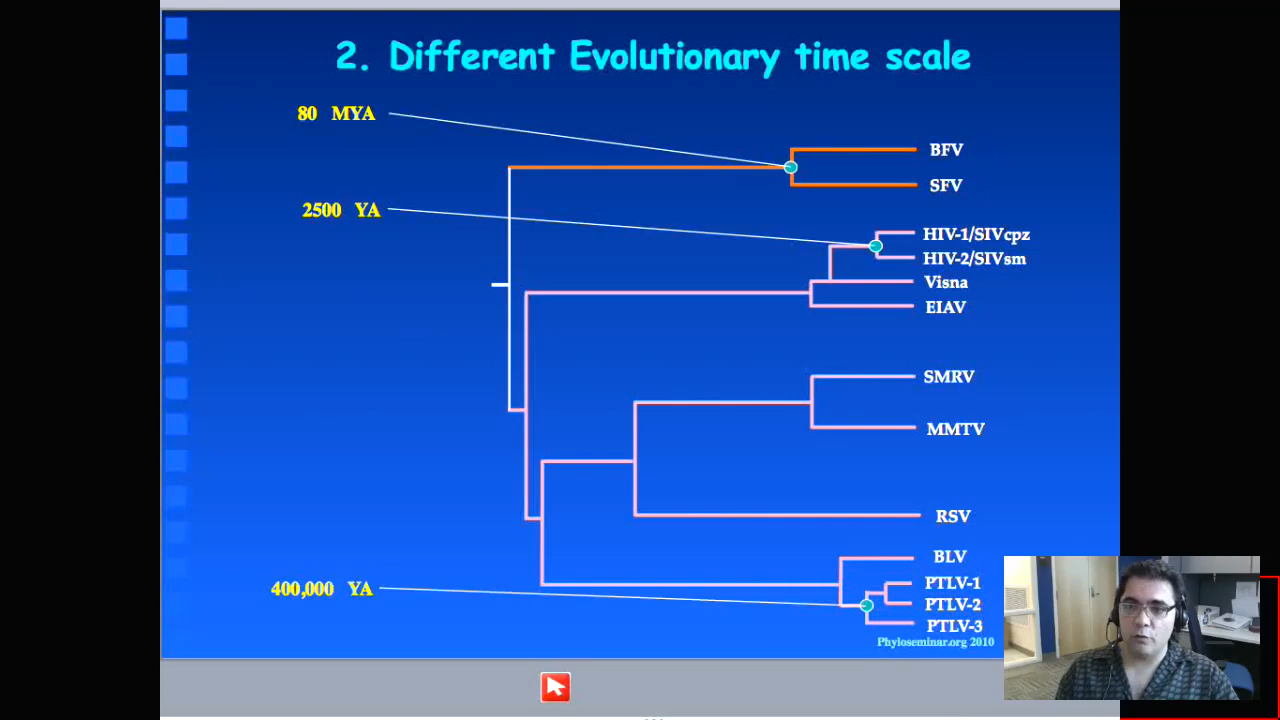 2. Different Evolutionary time scale
80 MYA
BFV
SFV
2500 YA
HIV-1/SIVcpz
HIV-2/SIVsm
Visna
EIAV
SMRV
MMTV
RSV
BLV
400,000 YA
PTLV-1
PTLV-2
PTLV-3
Phyloseminar.org 2010